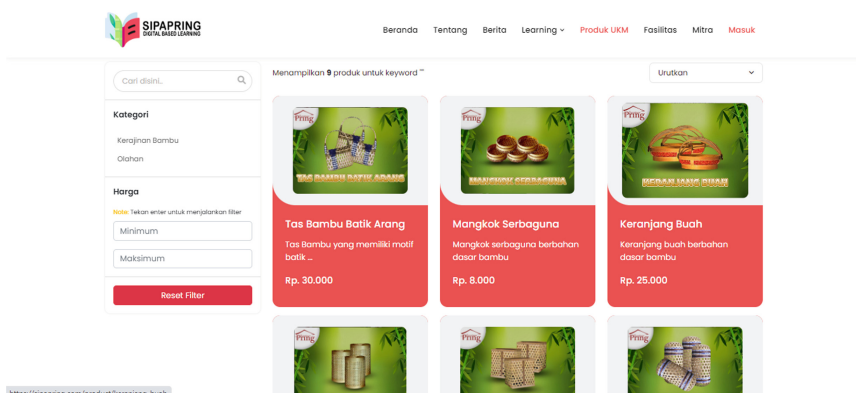 SIPAPRING
DIGITAL BASED LEARNING
Beranda Tentang Berita Learning Produk UKM Fasilitas Mitra Masuk
Cari disini..
Menampilkan 9 produk untuk keyword ""
Urutkan
Kategori
Kerajinan Bambu
Olahan
Harga
Note: Tekan enter untuk menjalankan filter
Minimum
Maksimum
Reset Filter
Pring
TAS BAMBU BATIK ARANG
Tas Bambu Batik Arang
Tas Bambu yang memiliki motif
batik ...
Rp. 30.000
Pring
MANGKOK SERBAGUNA
Mangkok Serbaguna
Mangkok serbaguna berbahan
dasar bambu
Rp. 8.000
Pring
KERANJANG BUAH
Keranjang Buah
Keranjang buah berbahan
dasar bambu
Rp. 25.000
Pring
Pring
Pring